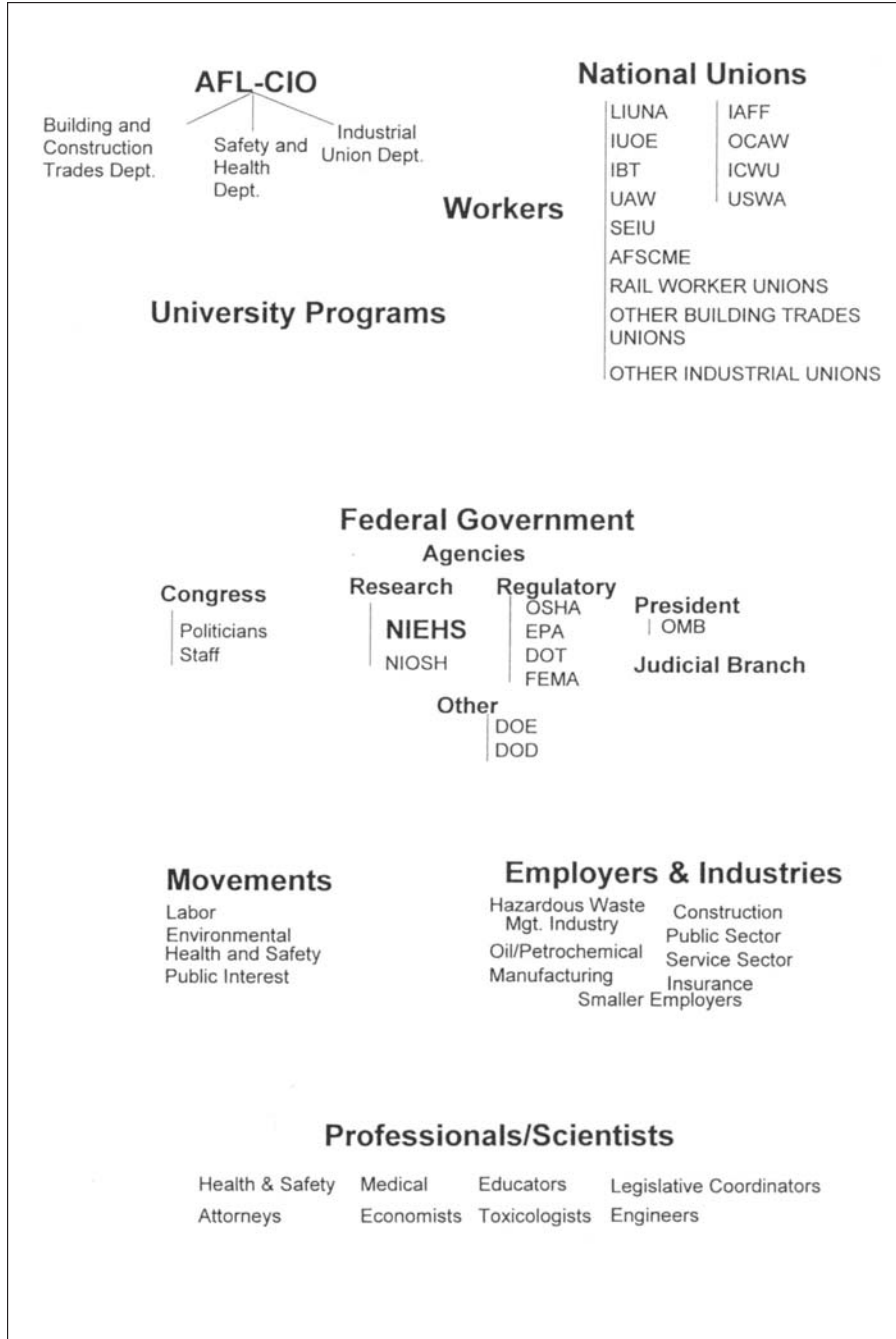 AFL-CIO
Building and
Construction
Trades Dept.
Safety and
Health
Dept.
Industrial
Union Dept.
National Unions
LIUNA
IUOE
IBT
UAW
SEIU
AFSCME
RAIL WORKER UNIONS
OTHER BUILDING TRADES
UNIONS
OTHER INDUSTRIAL UNIONS
IAFF
OCAW
ICWU
USWA
Workers
University Programs
Federal Government
Agencies
Congress
Politicians
Staff
Research
NIEHS
NIOSH
Regulatory
OSHA
EPA
DOT
FEMA
President
OMB
Judicial Branch
Other
DOE
DOD
Movements
Labor
Environmental
Health and Safety
Public Interest
Employers & Industries
Hazardous Waste
Mgt. Industry
Oil/Petrochemical
Manufacturing
Construction
Public Sector
Service Sector
Insurance
Smaller Employers
Professionals/Scientists
Health & Safety Medical Educators Legislative Coordinators
Attorneys Economists Toxicologists Engineers